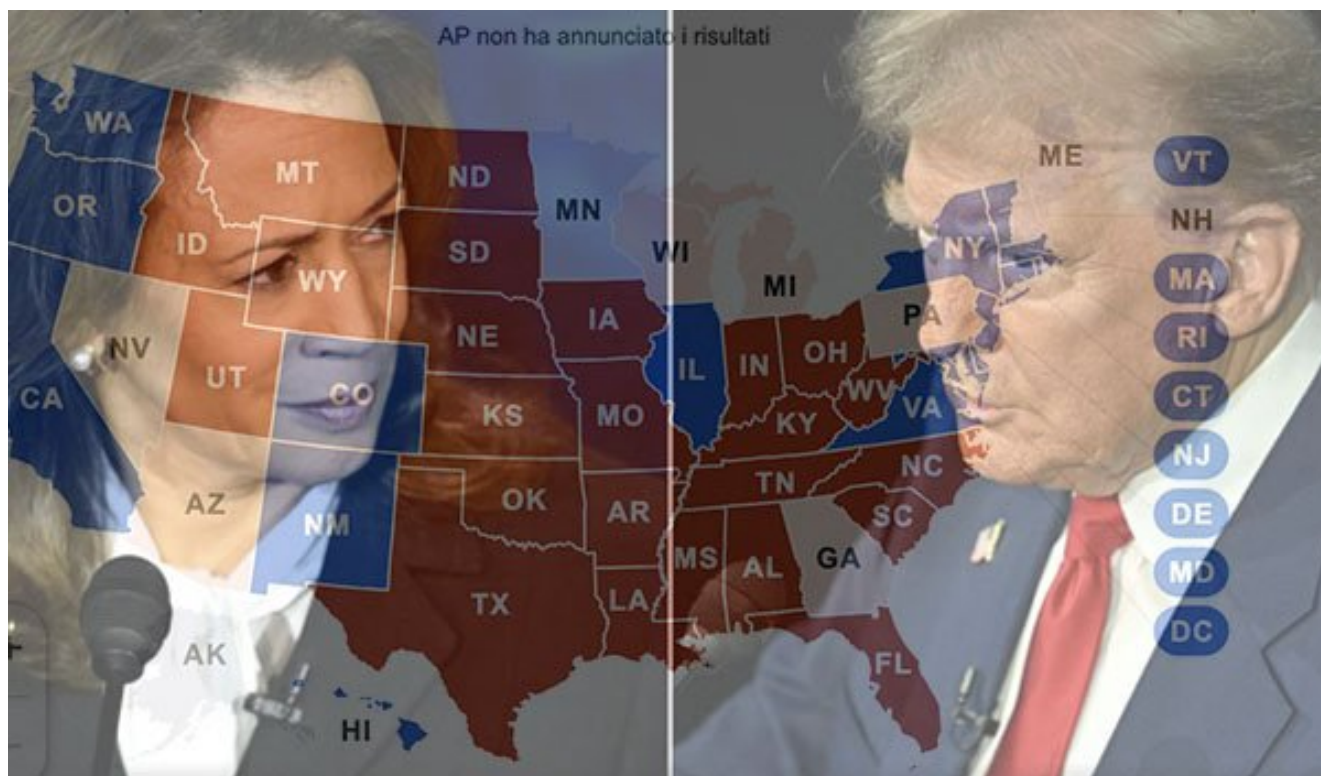 AP non ha annunciato i risultati
WA
MT
ND
MN
ME
VT
OR
ID
SD
WI
NY
NH
WY
MI
MA
NV
UT
CO
NE
IA
IL
IN
OH
PA
RI
CA
KS
MO
KY
WV
VA
CT
AZ
NM
OK
AR
TN
NC
NJ
TX
LA
MS
AL
GA
SC
DE
AK
MD
HI
FL
DC
+